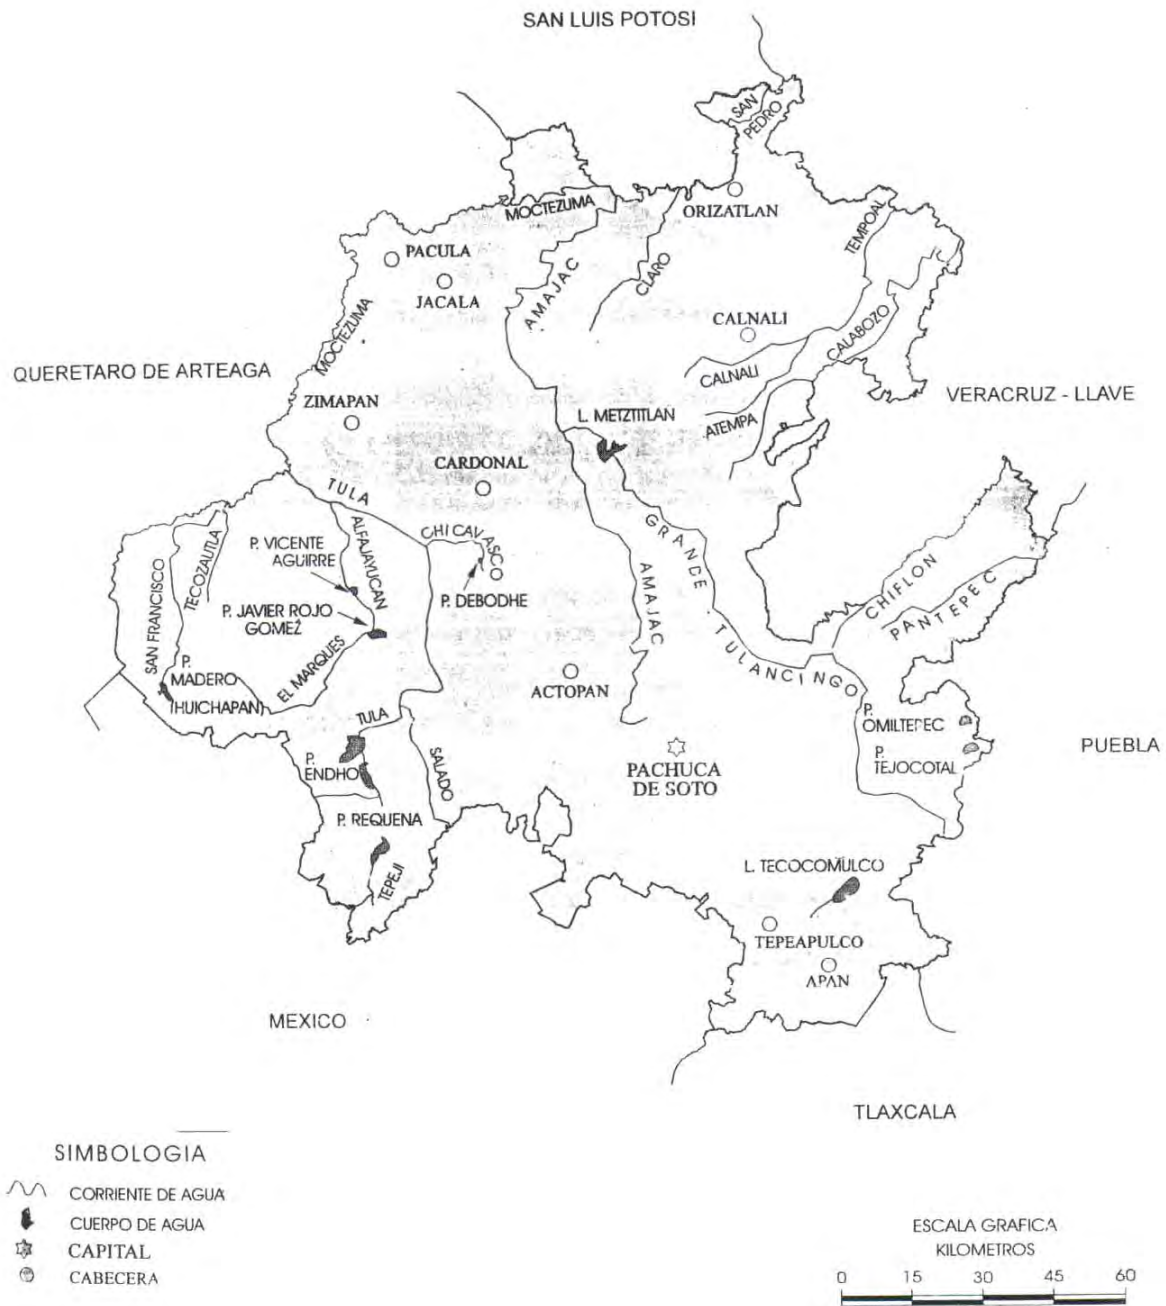 SAN LUIS POTOSI
SAN
PEDRO
MOCTEZUMA
ORIZATLAN
TEMPOAL
PACULA
JACALA
AMAJAC
CLARO
MOCTEZUMA
CALNALI
CALABOZO
QUERETARO DE ARTEAGA
CALNALI
VERACRUZ - LLAVE
ZIMAPAN
L. METZTITLAN
ATEMPA
CARDONAL
TULA
ALFAJAYUCAN
CHICAVASCO
GRANDE
TECOZAUTLA
P. VICENTE
AGUIRRE
P. DEBODHE
AMAJAC
CHIFLON
PANTEPEC
SAN FRANCISCO
P. JAVIER ROJO
GOMEZ
TULANCINGO
P.
MADERO
(HUICHAPAN)
EL MARQUES
ACTOPAN
TULA
P.
OMILTEPEC
P.
ENDHO
SALADO
PACHUCA
DE SOTO
P.
TEJOCOTAL
PUEBLA
P. REQUENA
TEPEJI
L. TECOCOMULCO
TEPEAPULCO
APAN
MEXICO
TLAXCALA
SIMBOLOGIA
CORRIENTE DE AGUA
CUERPO DE AGUA
CAPITAL
CABECERA
ESCALA GRAFICA
KILOMETROS
0 15 30 45 60